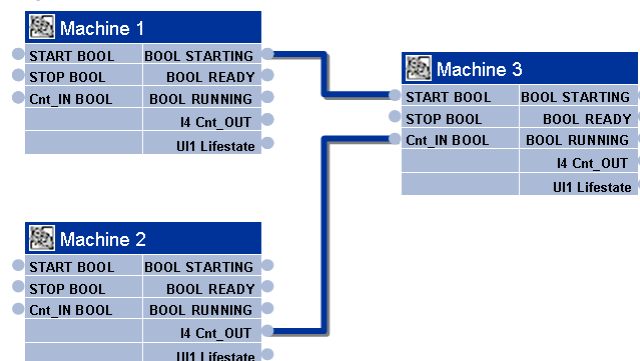 Machine 1
START BOOL BOOL STARTING
STOP BOOL BOOL READY
Cnt_IN BOOL BOOL RUNNING
I4 Cnt_OUT
UI1 Lifestate
Machine 3
START BOOL BOOL STARTING
STOP BOOL BOOL READY
Cnt_IN BOOL BOOL RUNNING
I4 Cnt_OUT
UI1 Lifestate
Machine 2
START BOOL BOOL STARTING
STOP BOOL BOOL READY
Cnt_IN BOOL BOOL RUNNING
I4 Cnt_OUT
UI1 Lifestate